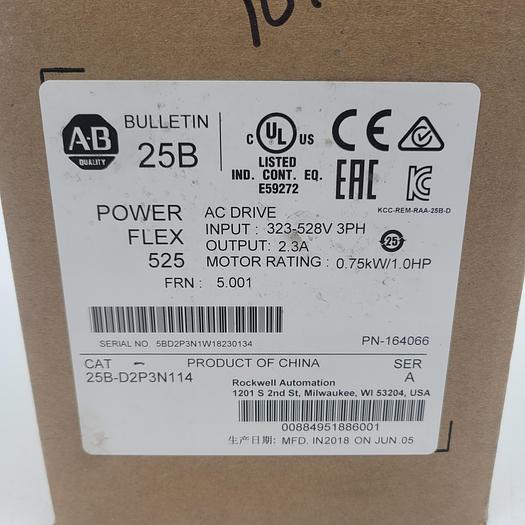 A-B
QUALITY
BULLETIN
25B
C UL US
LISTED
IND. CONT. EQ.
E59272
CE
EAC
KC
KCC-REM-RAA-25B-D
POWER
FLEX
525
AC DRIVE
INPUT : 323-528V 3PH
OUTPUT: 2.3A
MOTOR RATING : 0.75kW/1.0HP
25
FRN : 5.001
SERIAL NO. 5BD2P3N1W18230134
PN-164066
CAT
PRODUCT OF CHINA
SER
25B-D2P3N114
A
Rockwell Automation
1201 S 2nd St, Milwaukee, WI 53204, USA
00884951886001
生产日期: MFD. IN2018 ON JUN.05